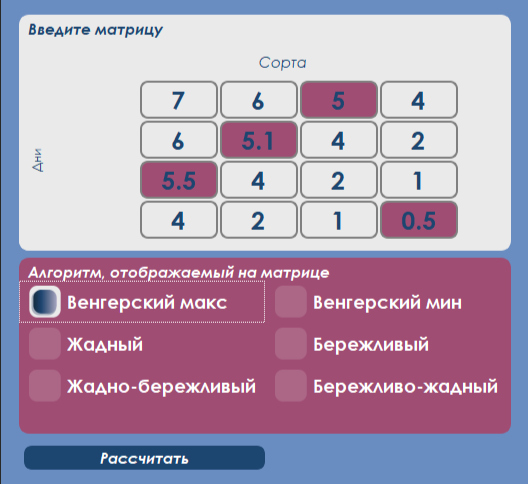 Введите матрицу
Сорта
Дни
7 6 5 4
6 5.1 4 2
5.5 4 2 1
4 2 1 0.5
Алгоритм, отображаемый на матрице
Венгерский макс Венгерский мин
Жадный Бережливый
Жадно-бережливый Бережливо-жадный
Рассчитать